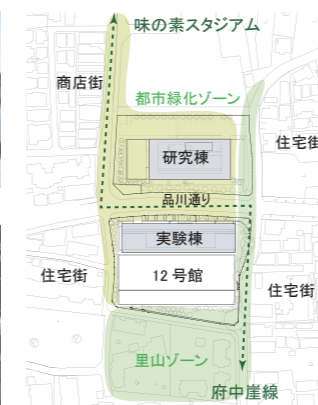 味の素スタジアム
商店街
都市緑化ゾーン
住宅街
研究棟
品川通り
実験棟
住宅街
12号館
住宅街
里山ゾーン
府中崖線